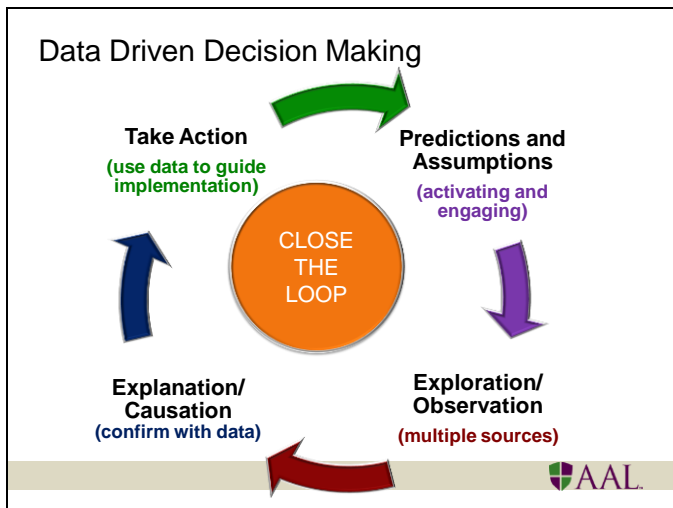 Data Driven Decision Making
Take Action
(use data to guide
implementation)
Predictions and
Assumptions
(activating and
engaging)
CLOSE
THE
LOOP
Explanation/
Causation
(confirm with data)
Exploration/
Observation
(multiple sources)
AAL™